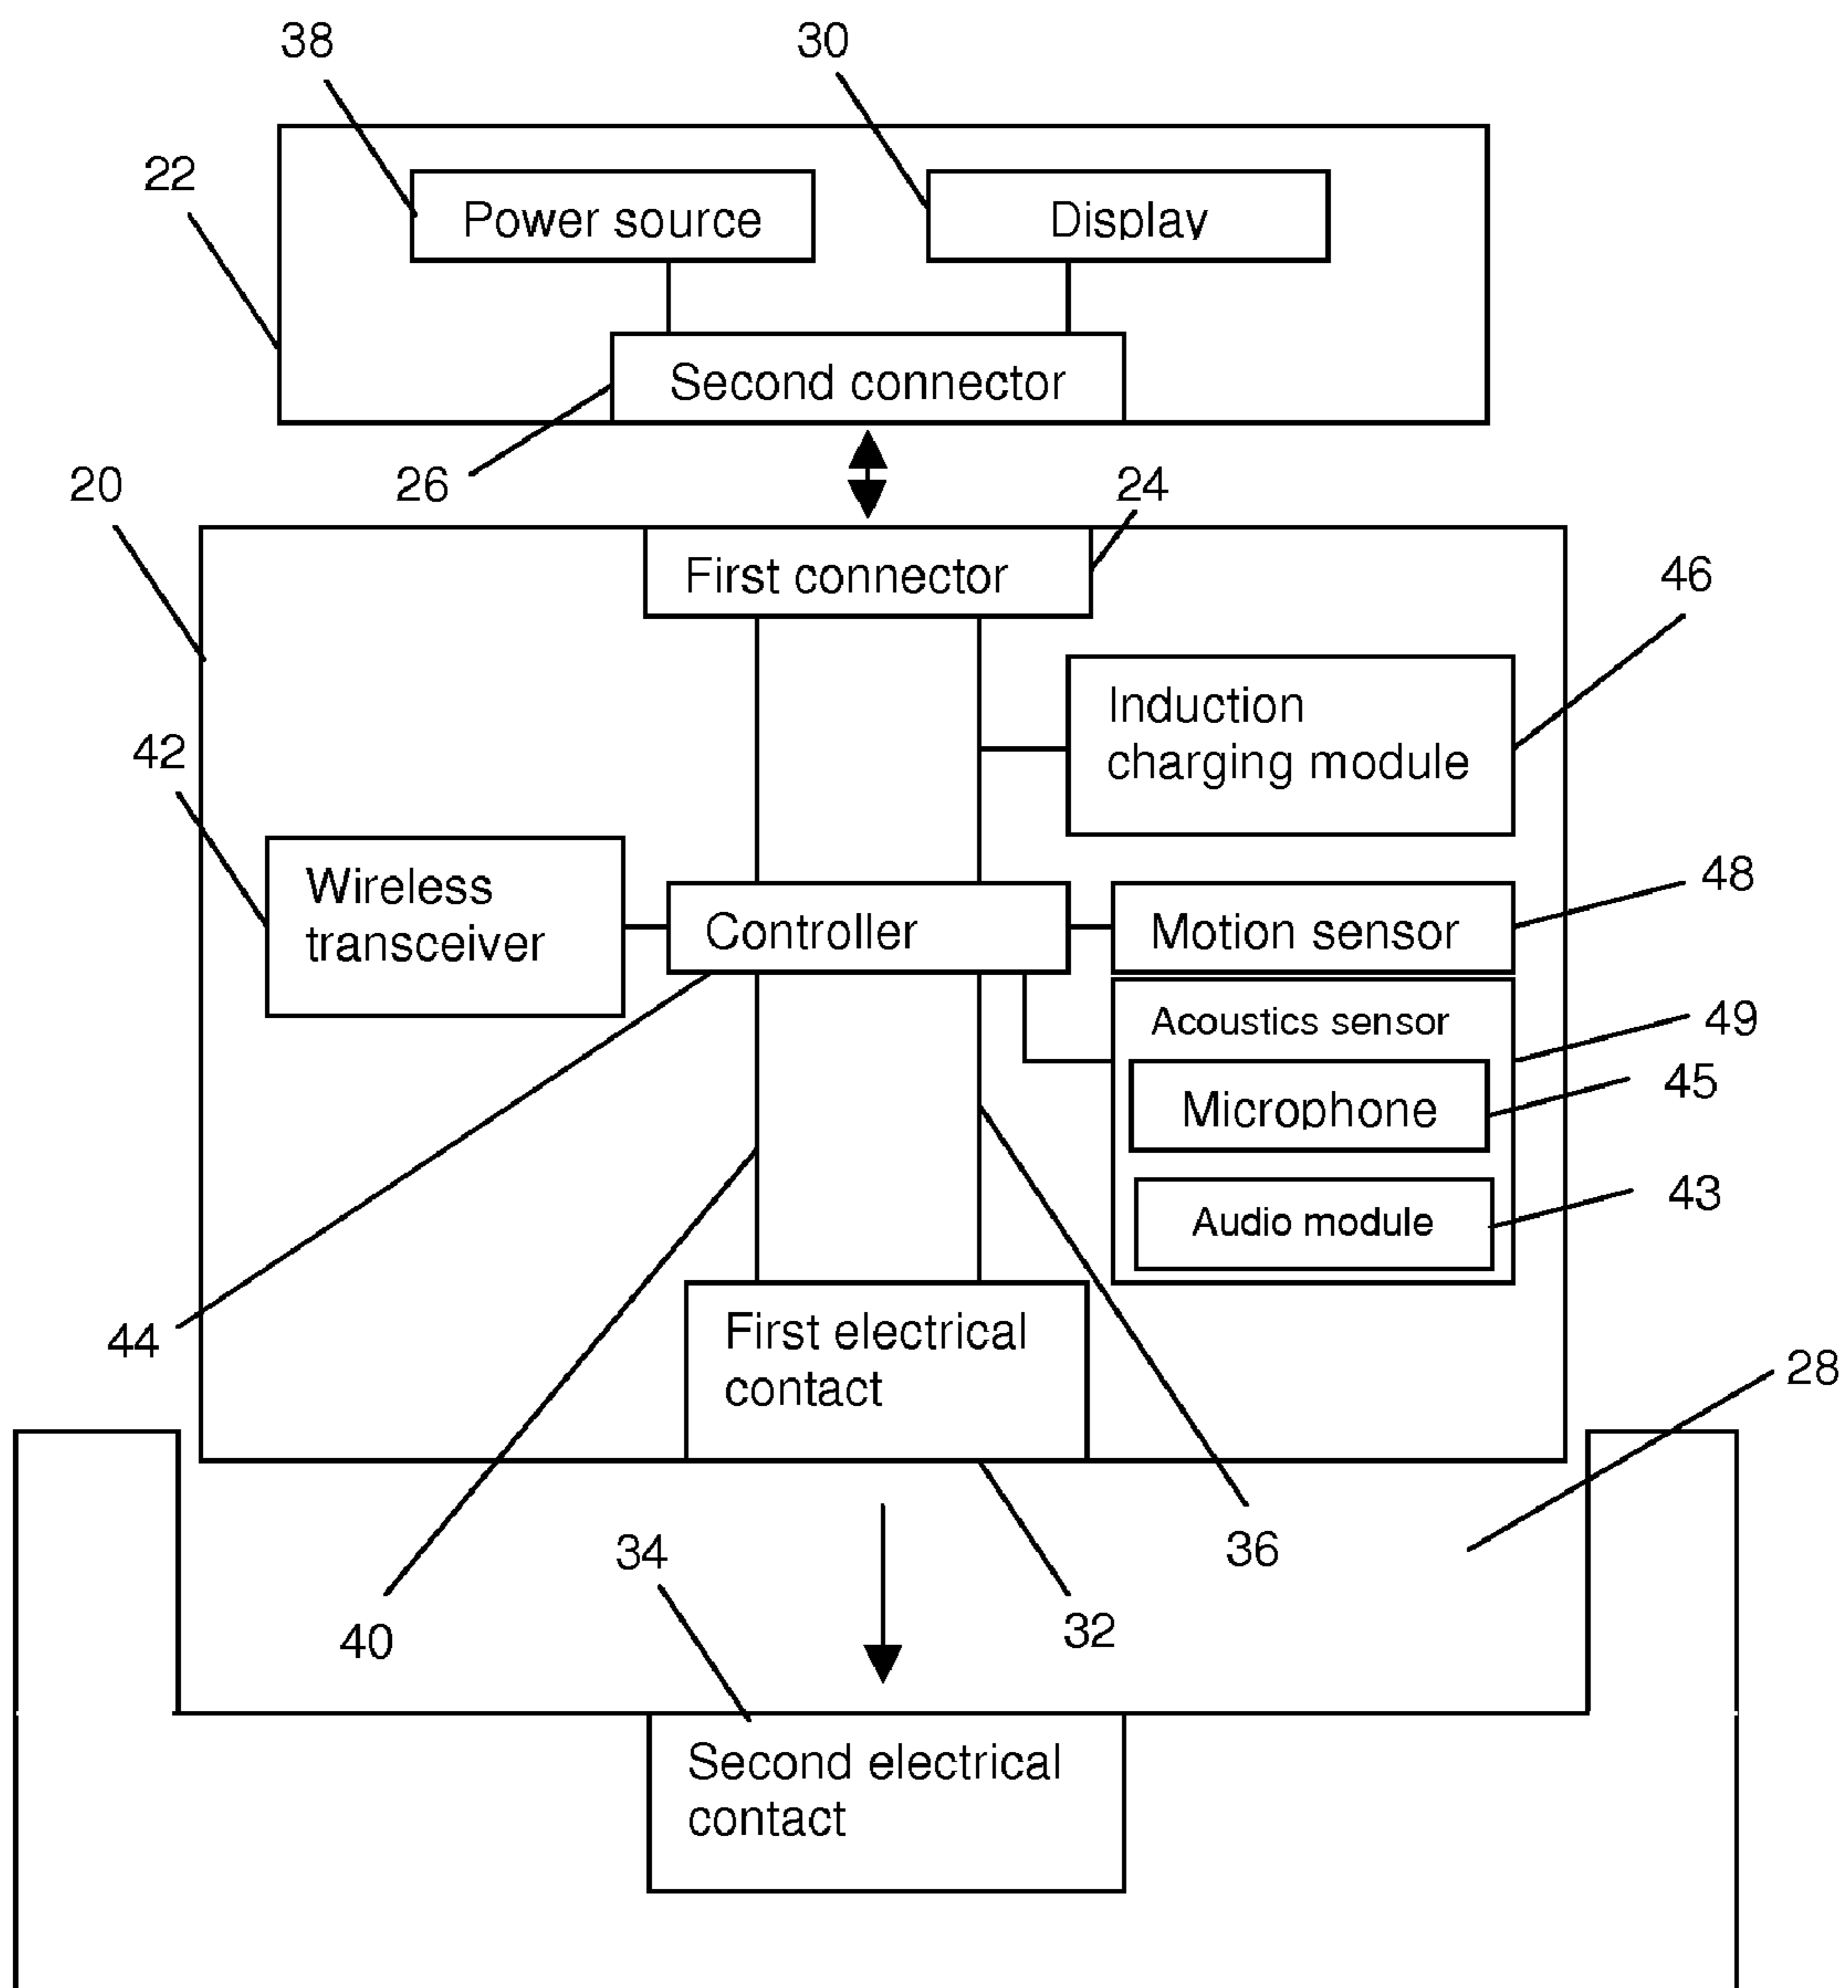 38
30
22
Power source
Display
Second connector
20
26
24
First connector
46
Induction
charging module
42
Wireless
transceiver
Controller
Motion sensor
48
Acoustics sensor
49
45
Microphone
43
Audio module
44
First electrical
contact
28
34
36
40
32
Second electrical
contact